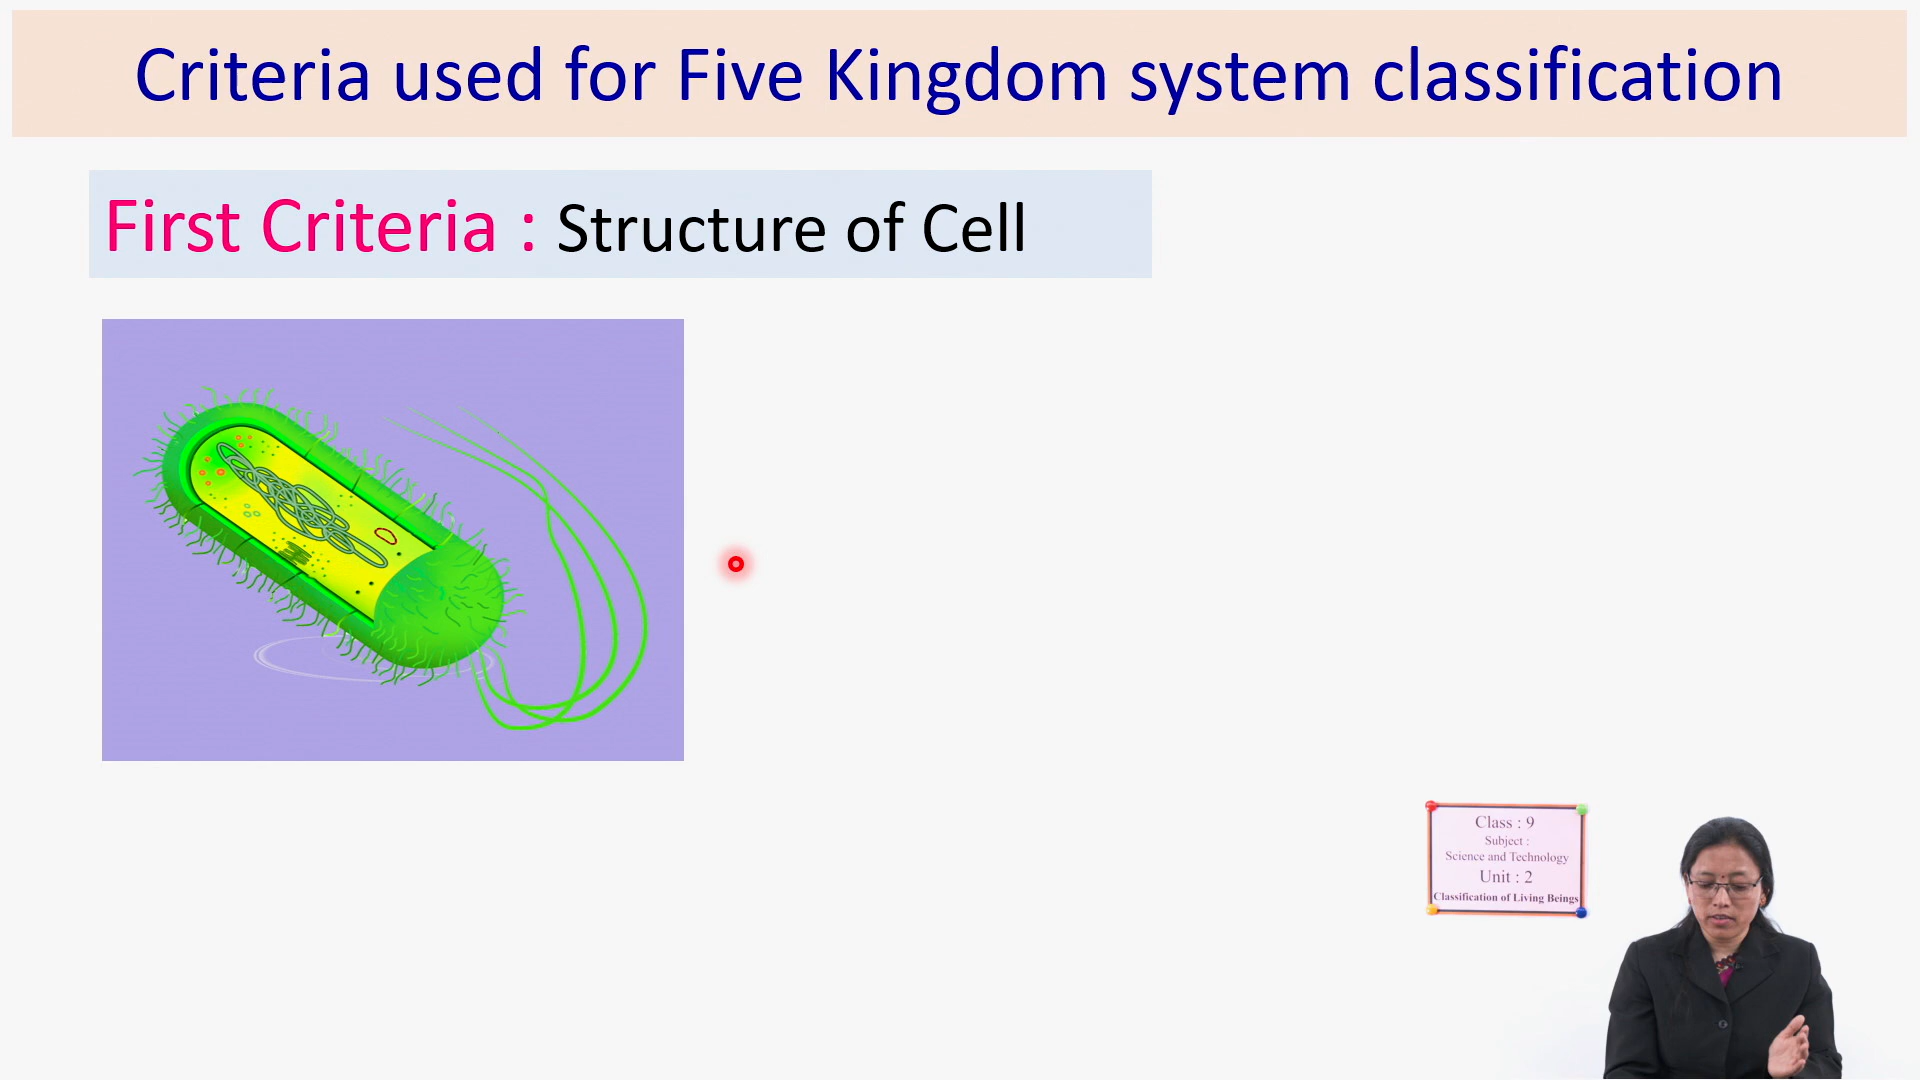 Criteria used for Five Kingdom system classification
First Criteria : Structure of Cell
Class : 9
Subject :
Science and Technology
Unit : 2
Classification of Living Beings